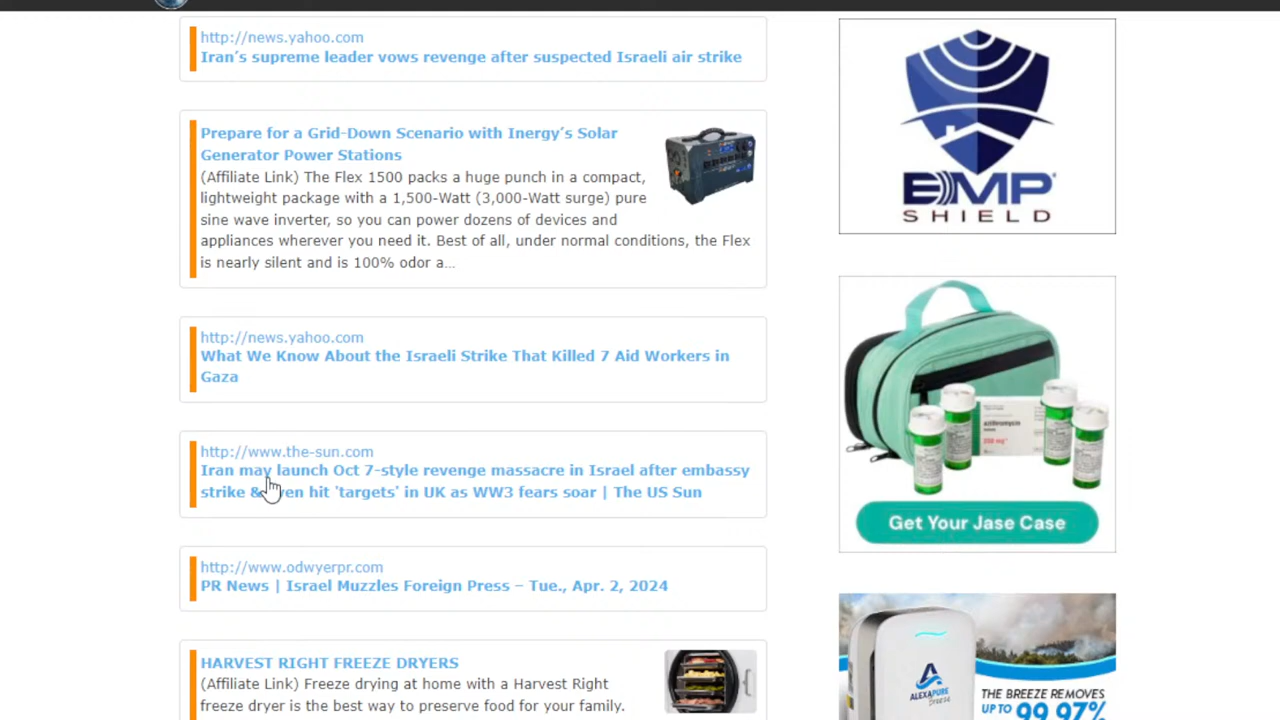 http://news.yahoo.com
Iran's supreme leader vows revenge after suspected Israeli air strike
Prepare for a Grid-Down Scenario with Inergy's Solar
Generator Power Stations
(Affiliate Link) The Flex 1500 packs a huge punch in a compact,
lightweight package with a 1,500-Watt (3,000-Watt surge) pure
sine wave inverter, so you can power dozens of devices and
appliances wherever you need it. Best of all, under normal conditions, the Flex
is nearly silent and is 100% odor a...
http://news.yahoo.com
What We Know About the Israeli Strike That Killed 7 Aid Workers in
Gaza
http://www.the-sun.com
Iran may launch Oct 7-style revenge massacre in Israel after embassy
strike & even hit 'targets' in UK as WW3 fears soar | The US Sun
http://www.odwyerpr.com
PR News | Israel Muzzles Foreign Press – Tue., Apr. 2, 2024
HARVEST RIGHT FREEZE DRYERS
(Affiliate Link) Freeze drying at home with a Harvest Right
freeze dryer is the best way to preserve food for your family.
EMP
SHIELD
Azithromycin
250 mg
Get Your Jase Case
ALEXAPURE
Breeze
THE BREEZE REMOVES
UP TO 99.97%